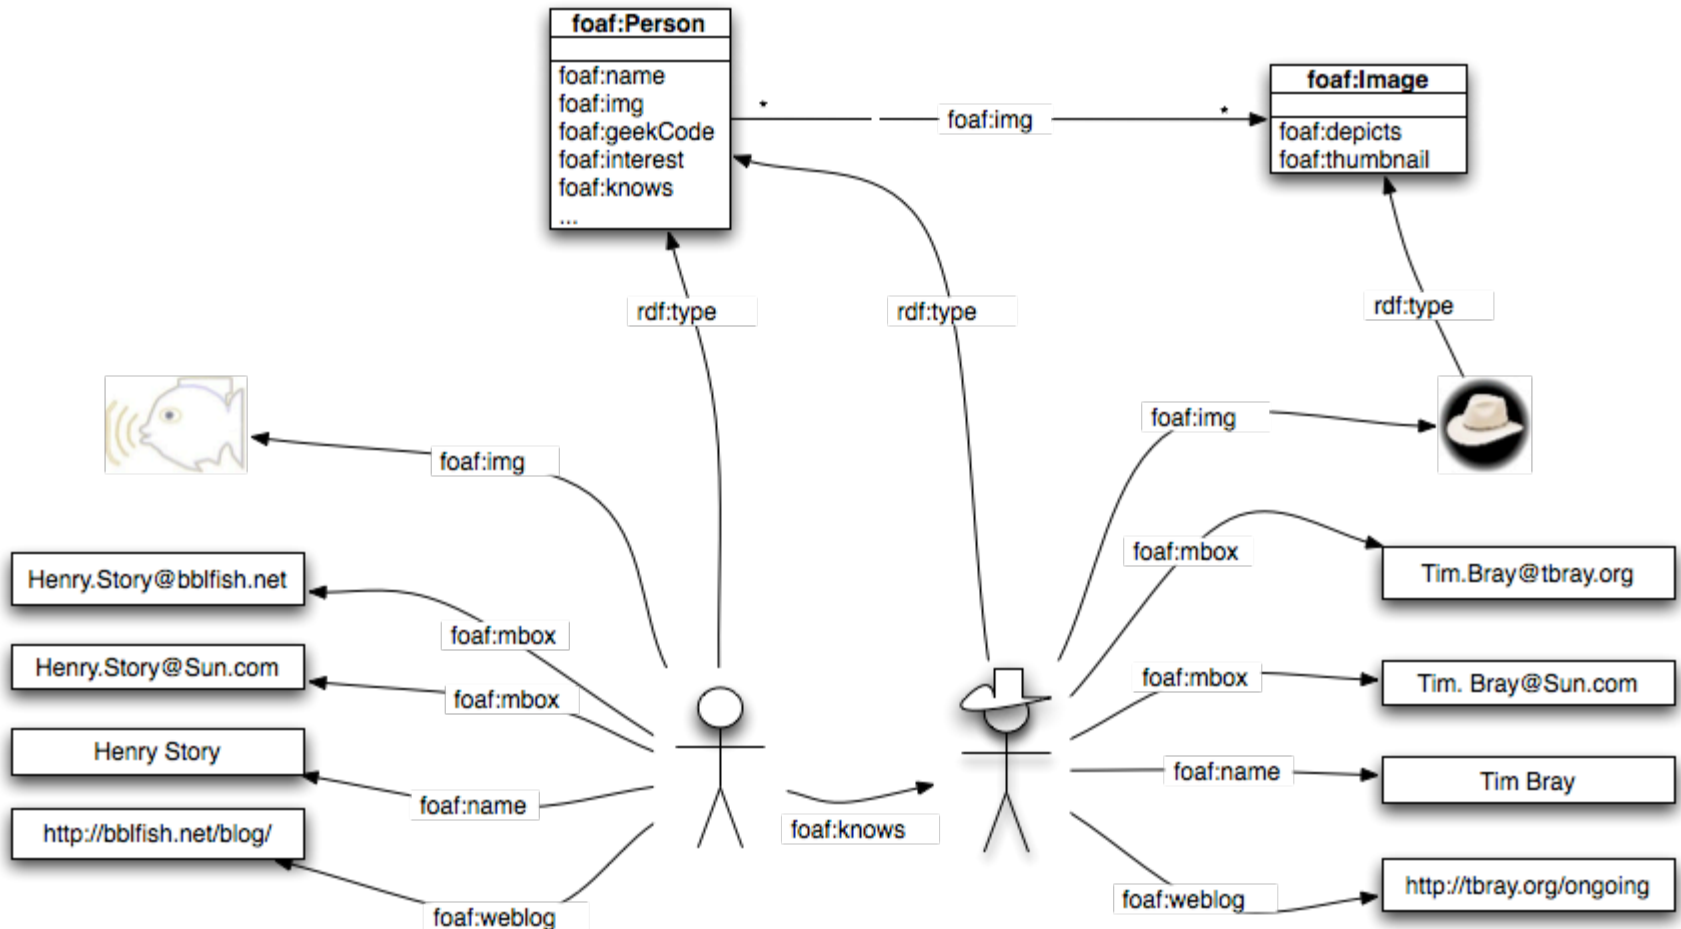 foaf:Person
foaf:name
foaf:img
foaf:geekCode
foaf:interest
foaf:knows
...
* foaf:img *
foaf:Image
foaf:depicts
foaf:thumbnail
rdf:type
rdf:type
rdf:type
foaf:img
foaf:img
foaf:mbox
Henry.Story@bblfish.net
foaf:mbox
Henry.Story@Sun.com
foaf:mbox
Henry Story
foaf:name
http://bblfish.net/blog/
foaf:weblog
foaf:knows
Tim.Bray@tbray.org
foaf:mbox
Tim. Bray@Sun.com
foaf:name
Tim Bray
foaf:weblog
http://tbray.org/ongoing